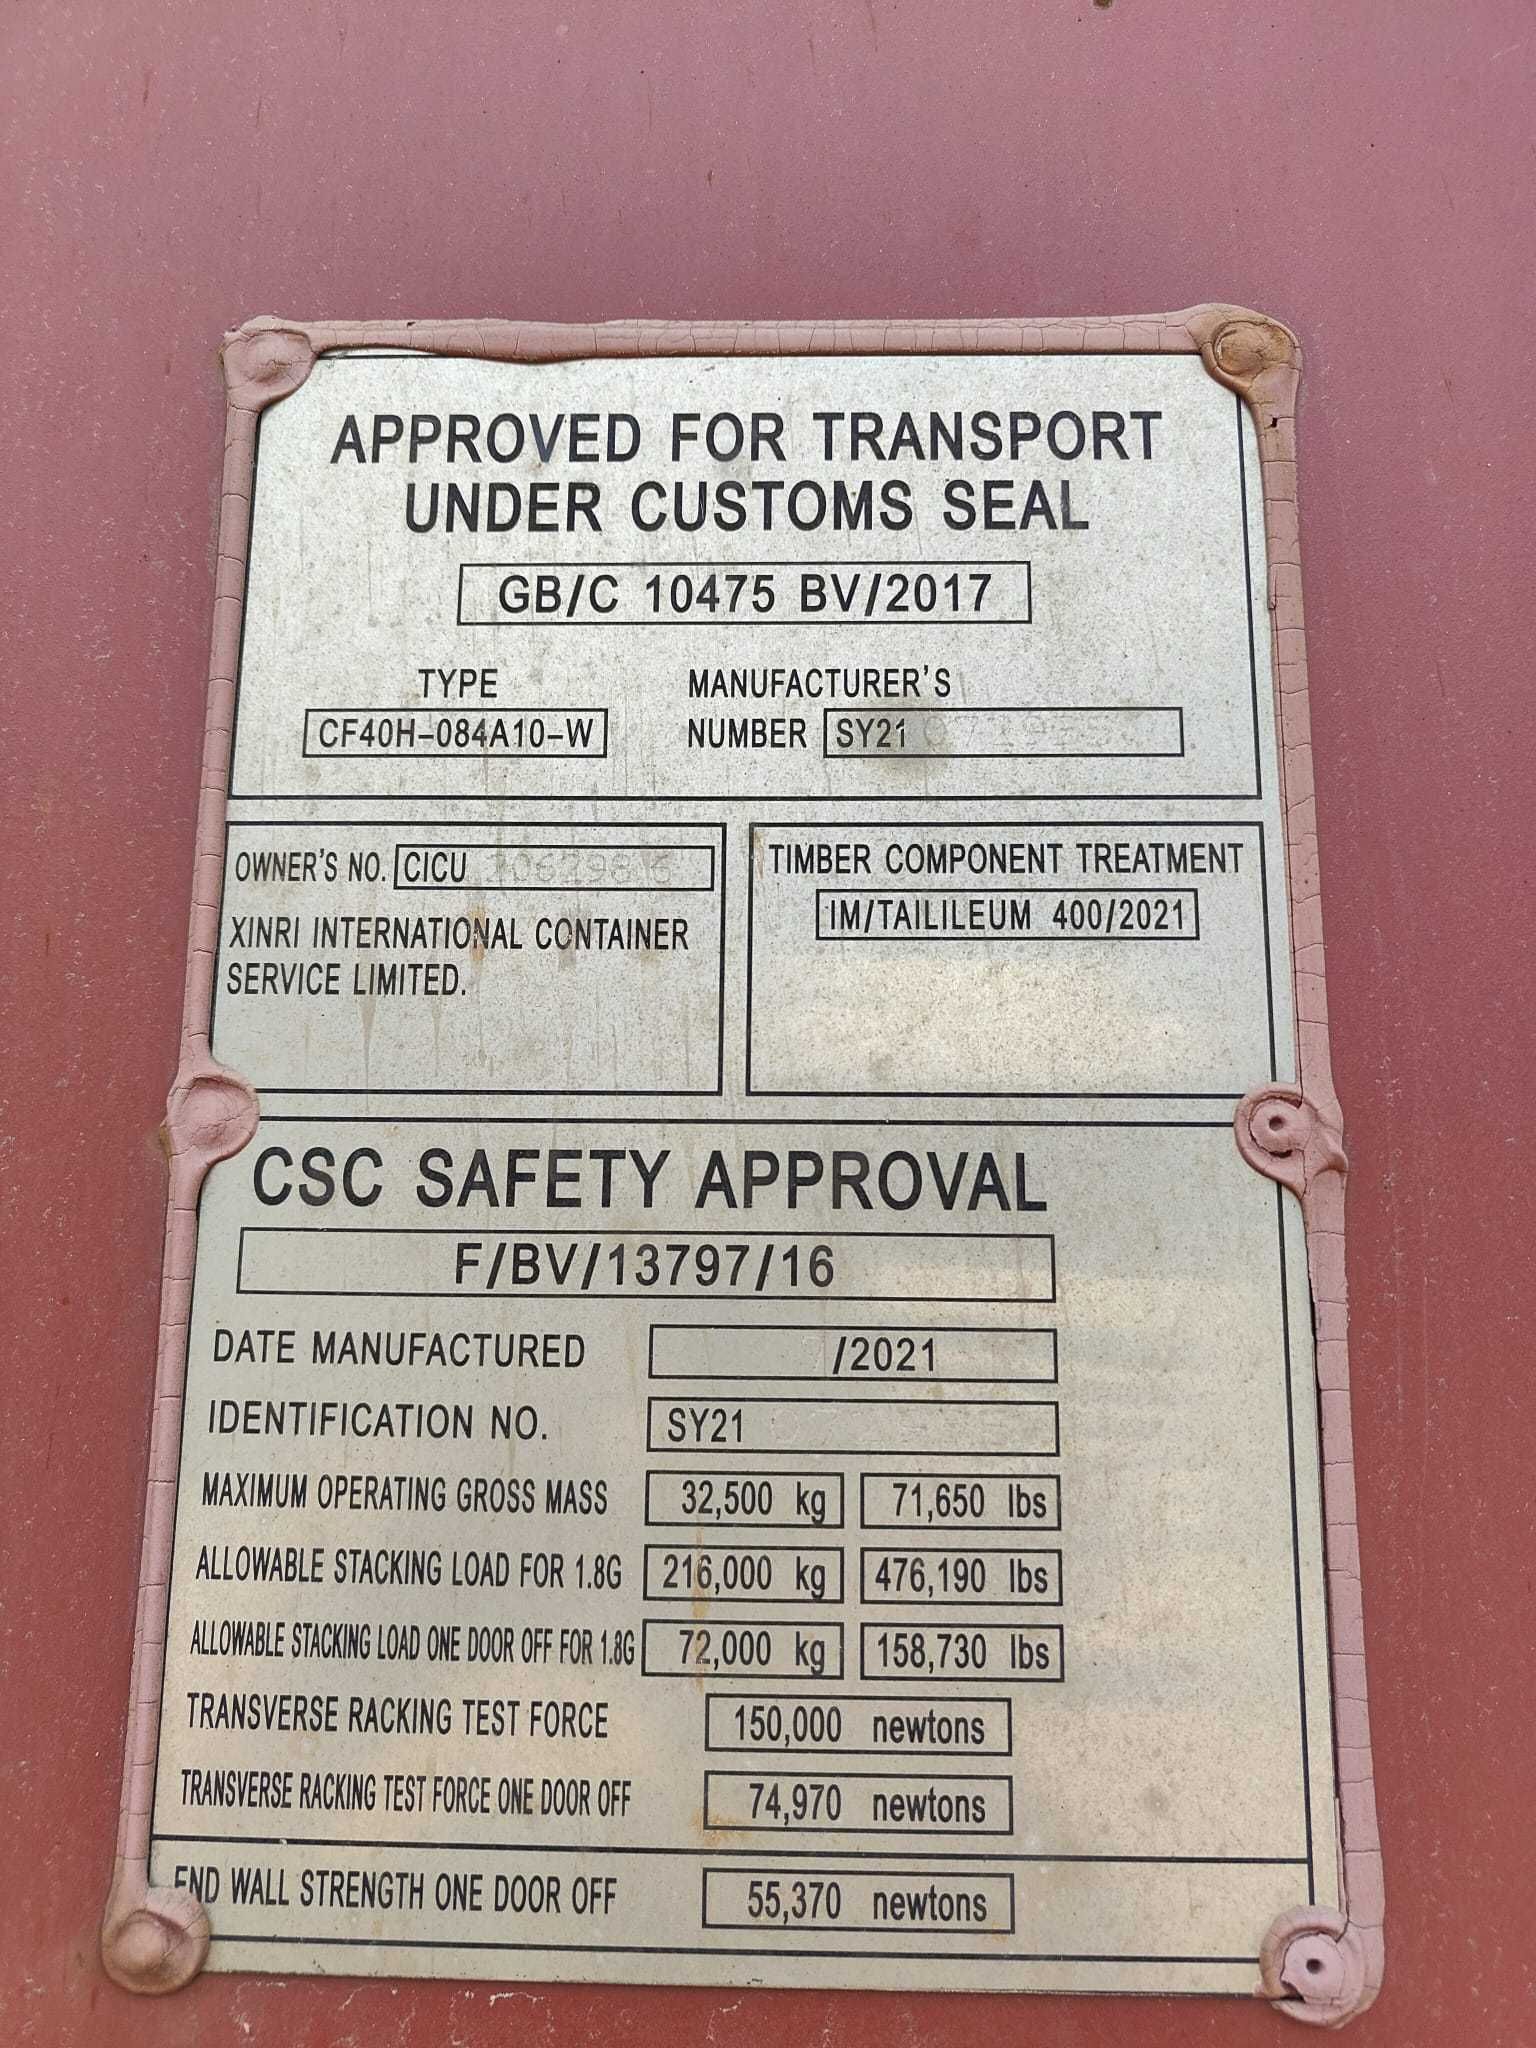 APPROVED FOR TRANSPORT
UNDER CUSTOMS SEAL
GB/C 10475 BV/2017
TYPE
CF40H-084A10-W
MANUFACTURER'S
NUMBER SY21
OWNER'S NO. CICU
XINRI INTERNATIONAL CONTAINER
SERVICE LIMITED.
TIMBER COMPONENT TREATMENT
IM/TAILILEUM 400/2021
CSC SAFETY APPROVAL
F/BV/13797/16
DATE MANUFACTURED /2021
IDENTIFICATION NO. SY21
MAXIMUM OPERATING GROSS MASS 32,500 kg 71,650 lbs
ALLOWABLE STACKING LOAD FOR 1.8G 216,000 kg 476,190 lbs
ALLOWABLE STACKING LOAD ONE DOOR OFF FOR 1.8G 72,000 kg 158,730 lbs
TRANSVERSE RACKING TEST FORCE 150,000 newtons
TRANSVERSE RACKING TEST FORCE ONE DOOR OFF 74,970 newtons
END WALL STRENGTH ONE DOOR OFF 55,370 newtons